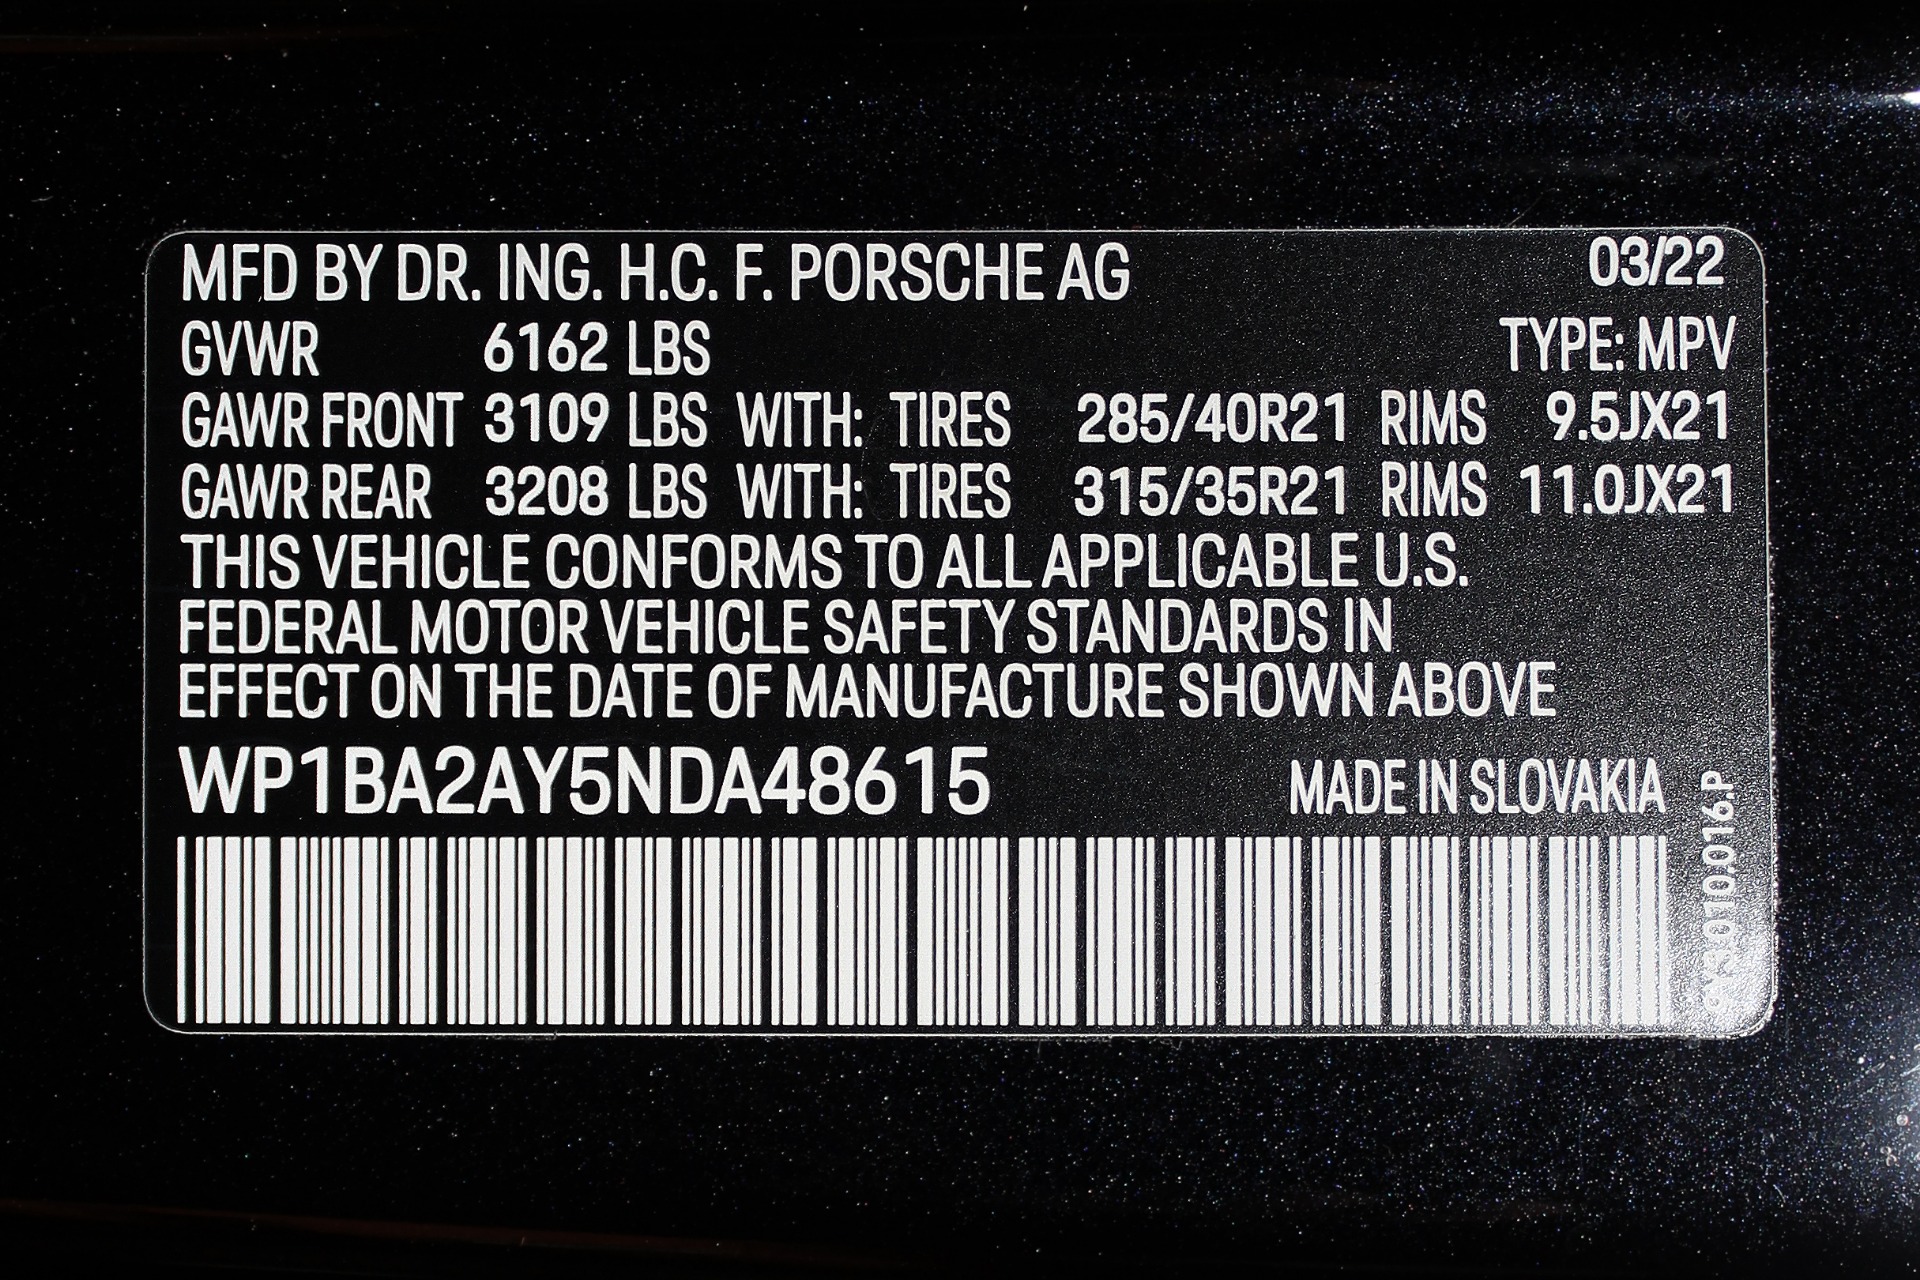 MFD BY DR. ING. H.C. F. PORSCHE AG 03/22
GVWR 6162 LBS TYPE: MPV
GAWR FRONT 3109 LBS WITH: TIRES 285/40R21 RIMS 9.5JX21
GAWR REAR 3208 LBS WITH: TIRES 315/35R21 RIMS 11.0JX21
THIS VEHICLE CONFORMS TO ALL APPLICABLE U.S.
FEDERAL MOTOR VEHICLE SAFETY STANDARDS IN
EFFECT ON THE DATE OF MANUFACTURE SHOWN ABOVE
WP1BA2AY5NDA48615 MADE IN SLOVAKIA